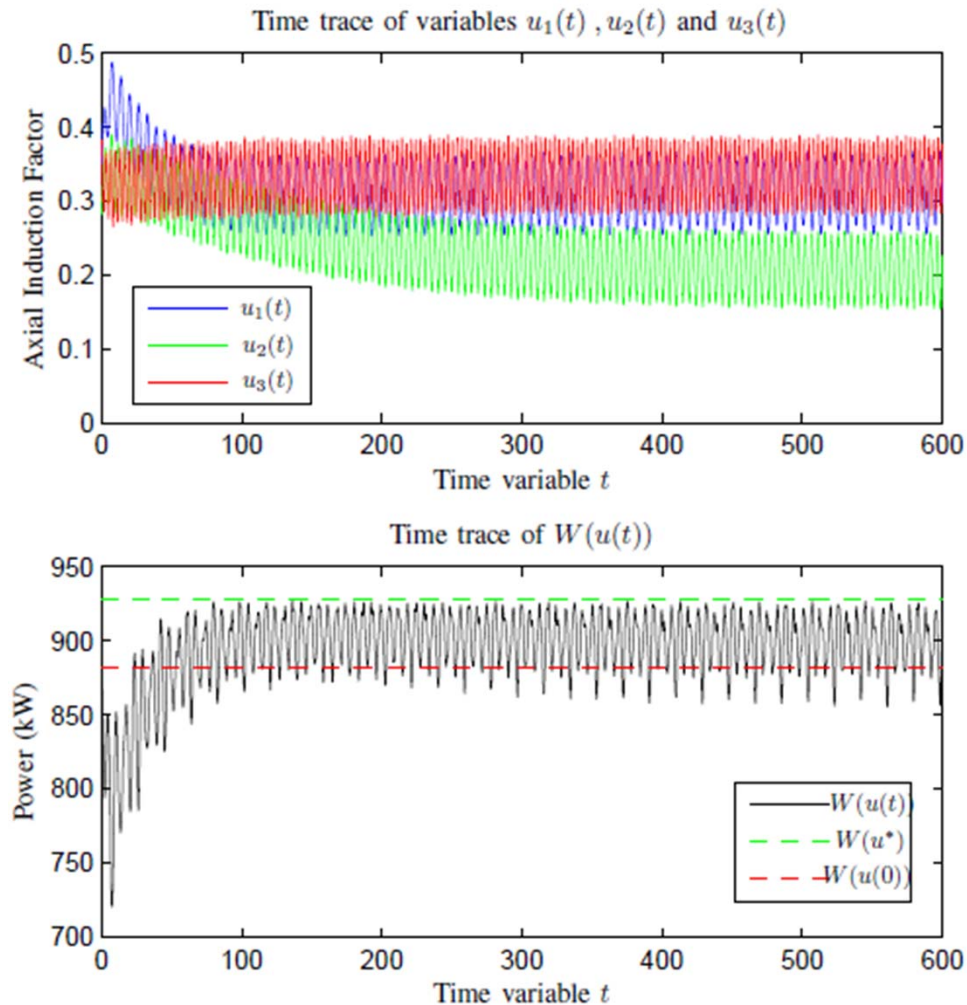 Time trace of variables u₁(t) , u₂(t) and u₃(t)
Axial Induction Factor
0.5
0.4
0.3
0.2
0.1
0
u₁(t)
u₂(t)
u₃(t)
0 100 200 300 400 500 600
Time variable t
Time trace of W(u(t))
Power (kW)
950
900
850
800
750
700
W(u(t))
W(u*)
W(u(0))
0 100 200 300 400 500 600
Time variable t